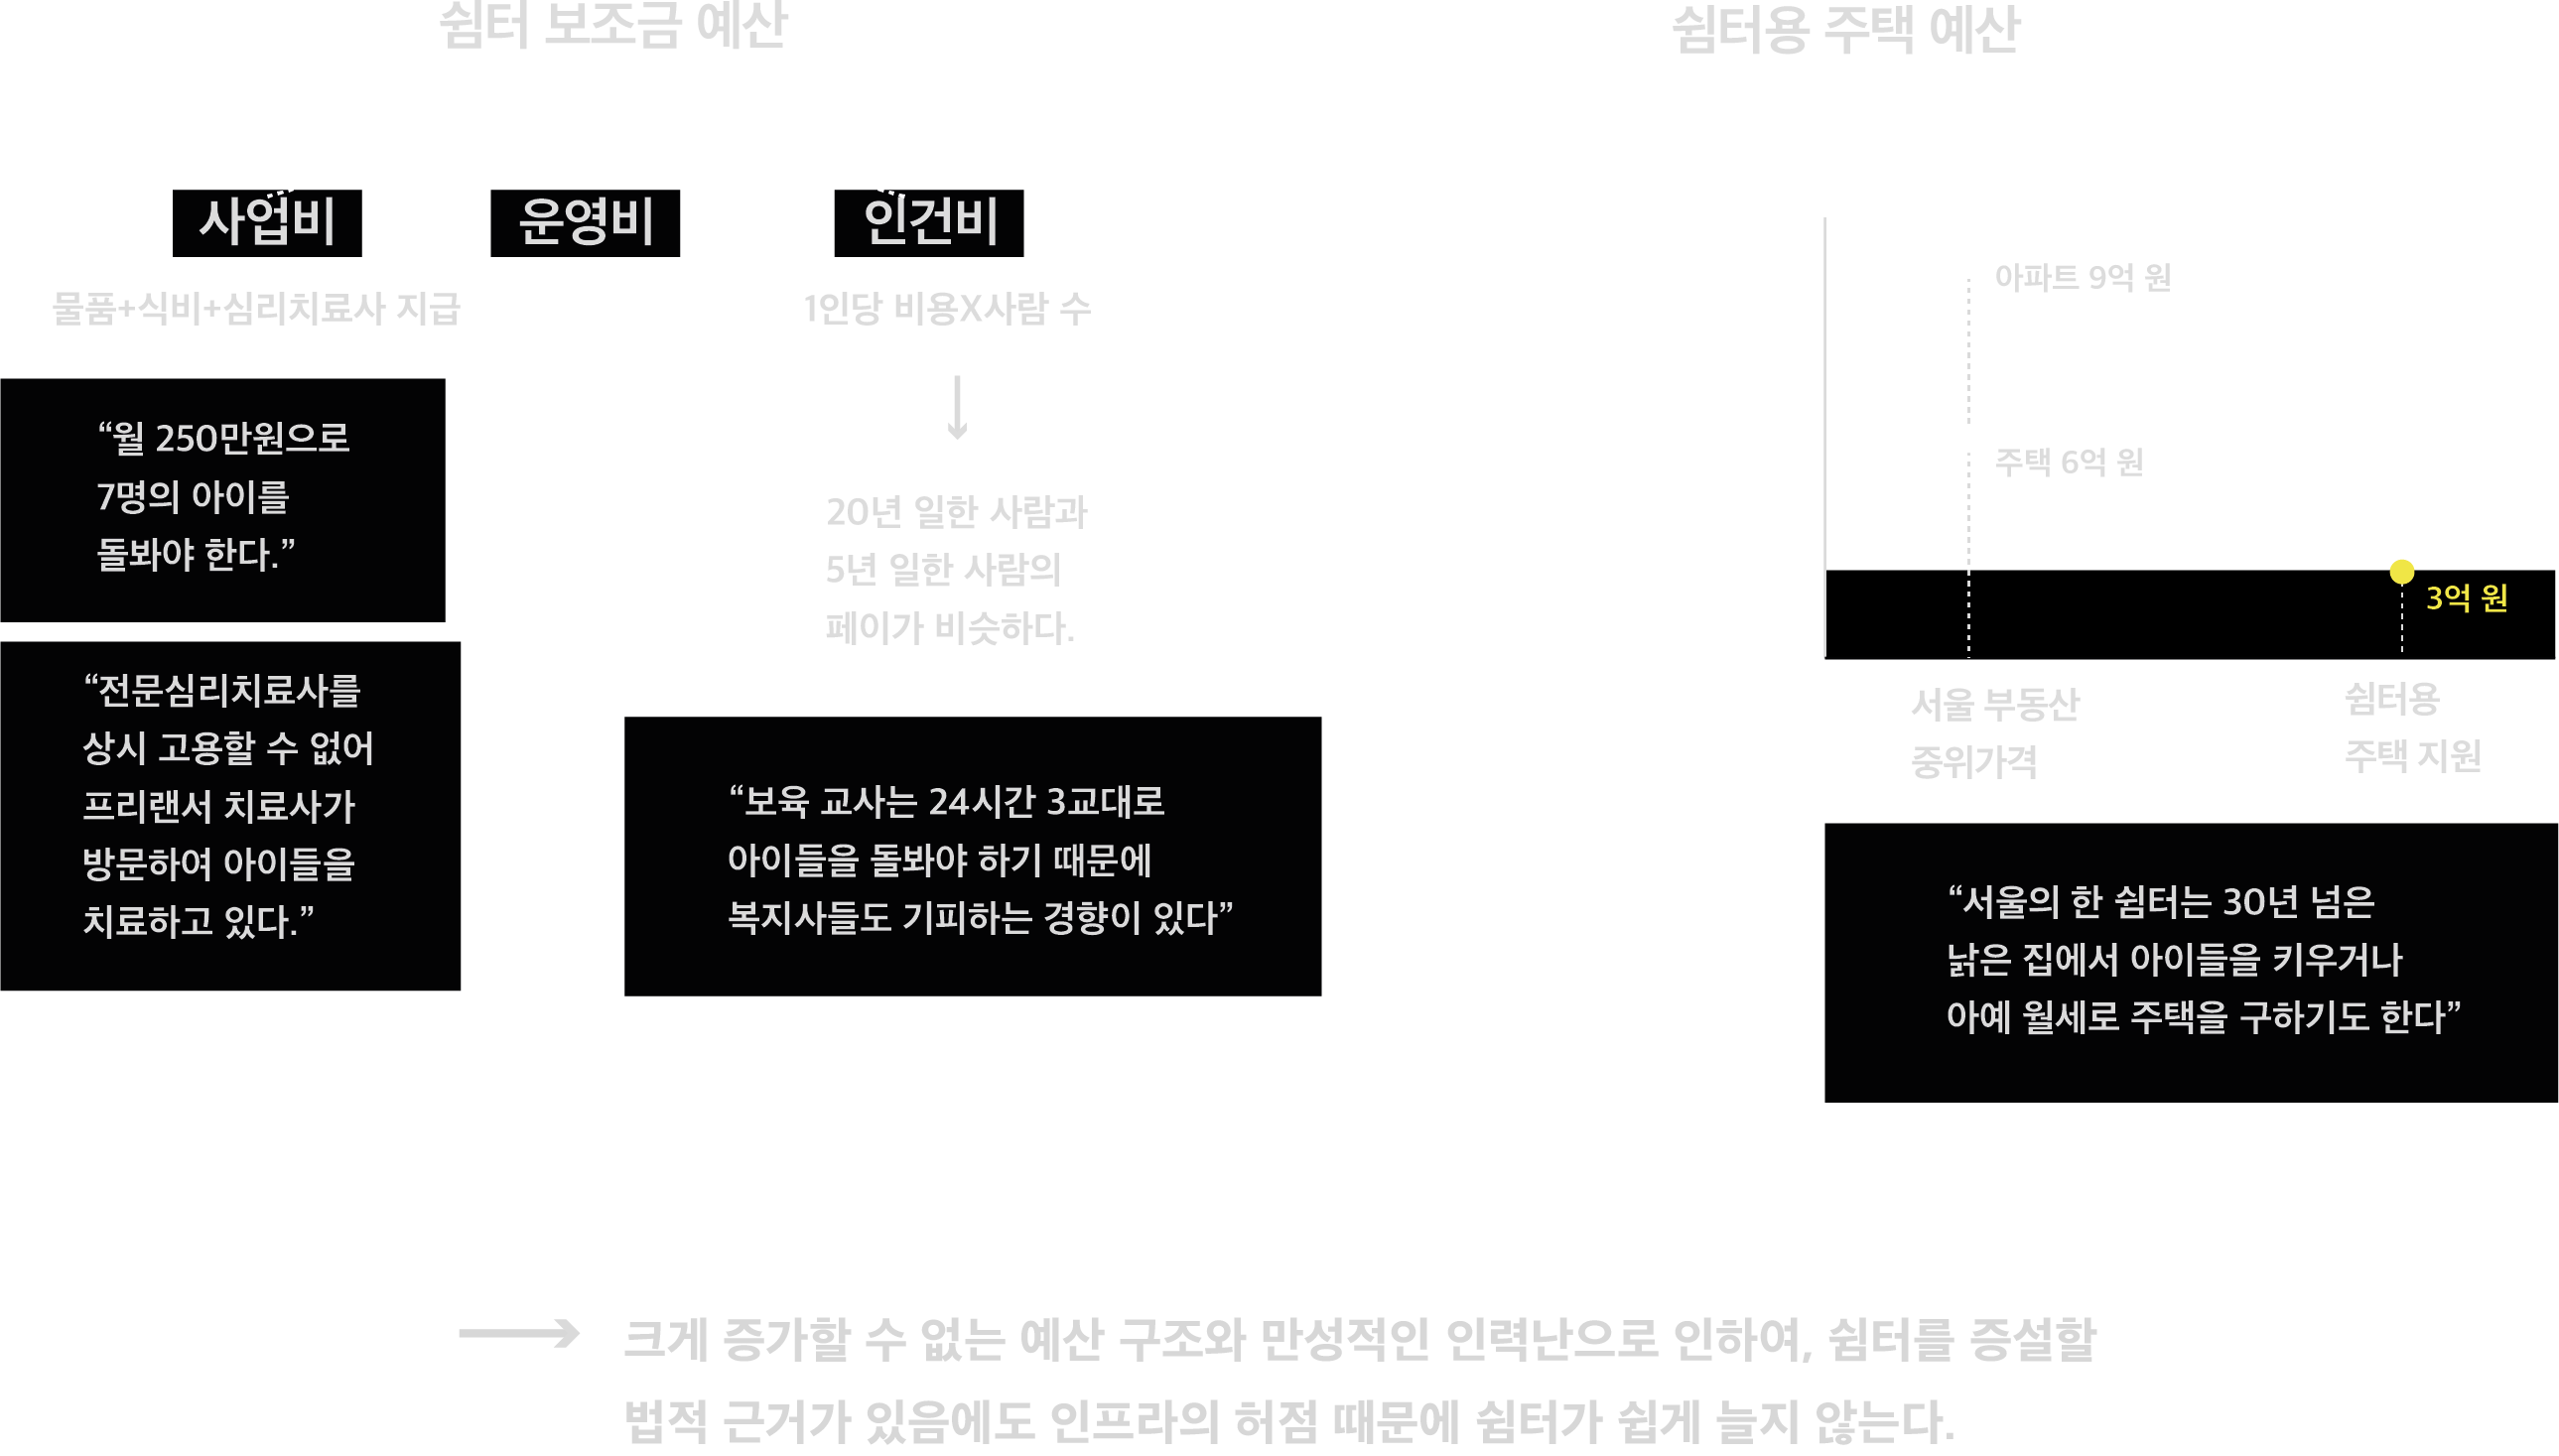 쉼터 보조금 예산
사업비
운영비
인건비
물품+식비+심리치료사 지급
1인당 비용X사람 수
“월 250만원으로
7명의 아이를
돌봐야 한다.”
“전문심리치료사를
상시 고용할 수 없어
프리랜서 치료사가
방문하여 아이들을
치료하고 있다.”
20년 일한 사람과
5년 일한 사람의
페이가 비슷하다.
“보육 교사는 24시간 3교대로
아이들을 돌봐야 하기 때문에
복지사들도 기피하는 경향이 있다”
쉼터용 주택 예산
아파트 9억 원
주택 6억 원
3억 원
서울 부동산
중위가격
쉼터용
주택 지원
“서울의 한 쉼터는 30년 넘은
낡은 집에서 아이들을 키우거나
아예 월세로 주택을 구하기도 한다”
크게 증가할 수 없는 예산 구조와 만성적인 인력난으로 인하여, 쉼터를 증설할
법적 근거가 있음에도 인프라의 허점 때문에 쉼터가 쉽게 늘지 않는다.